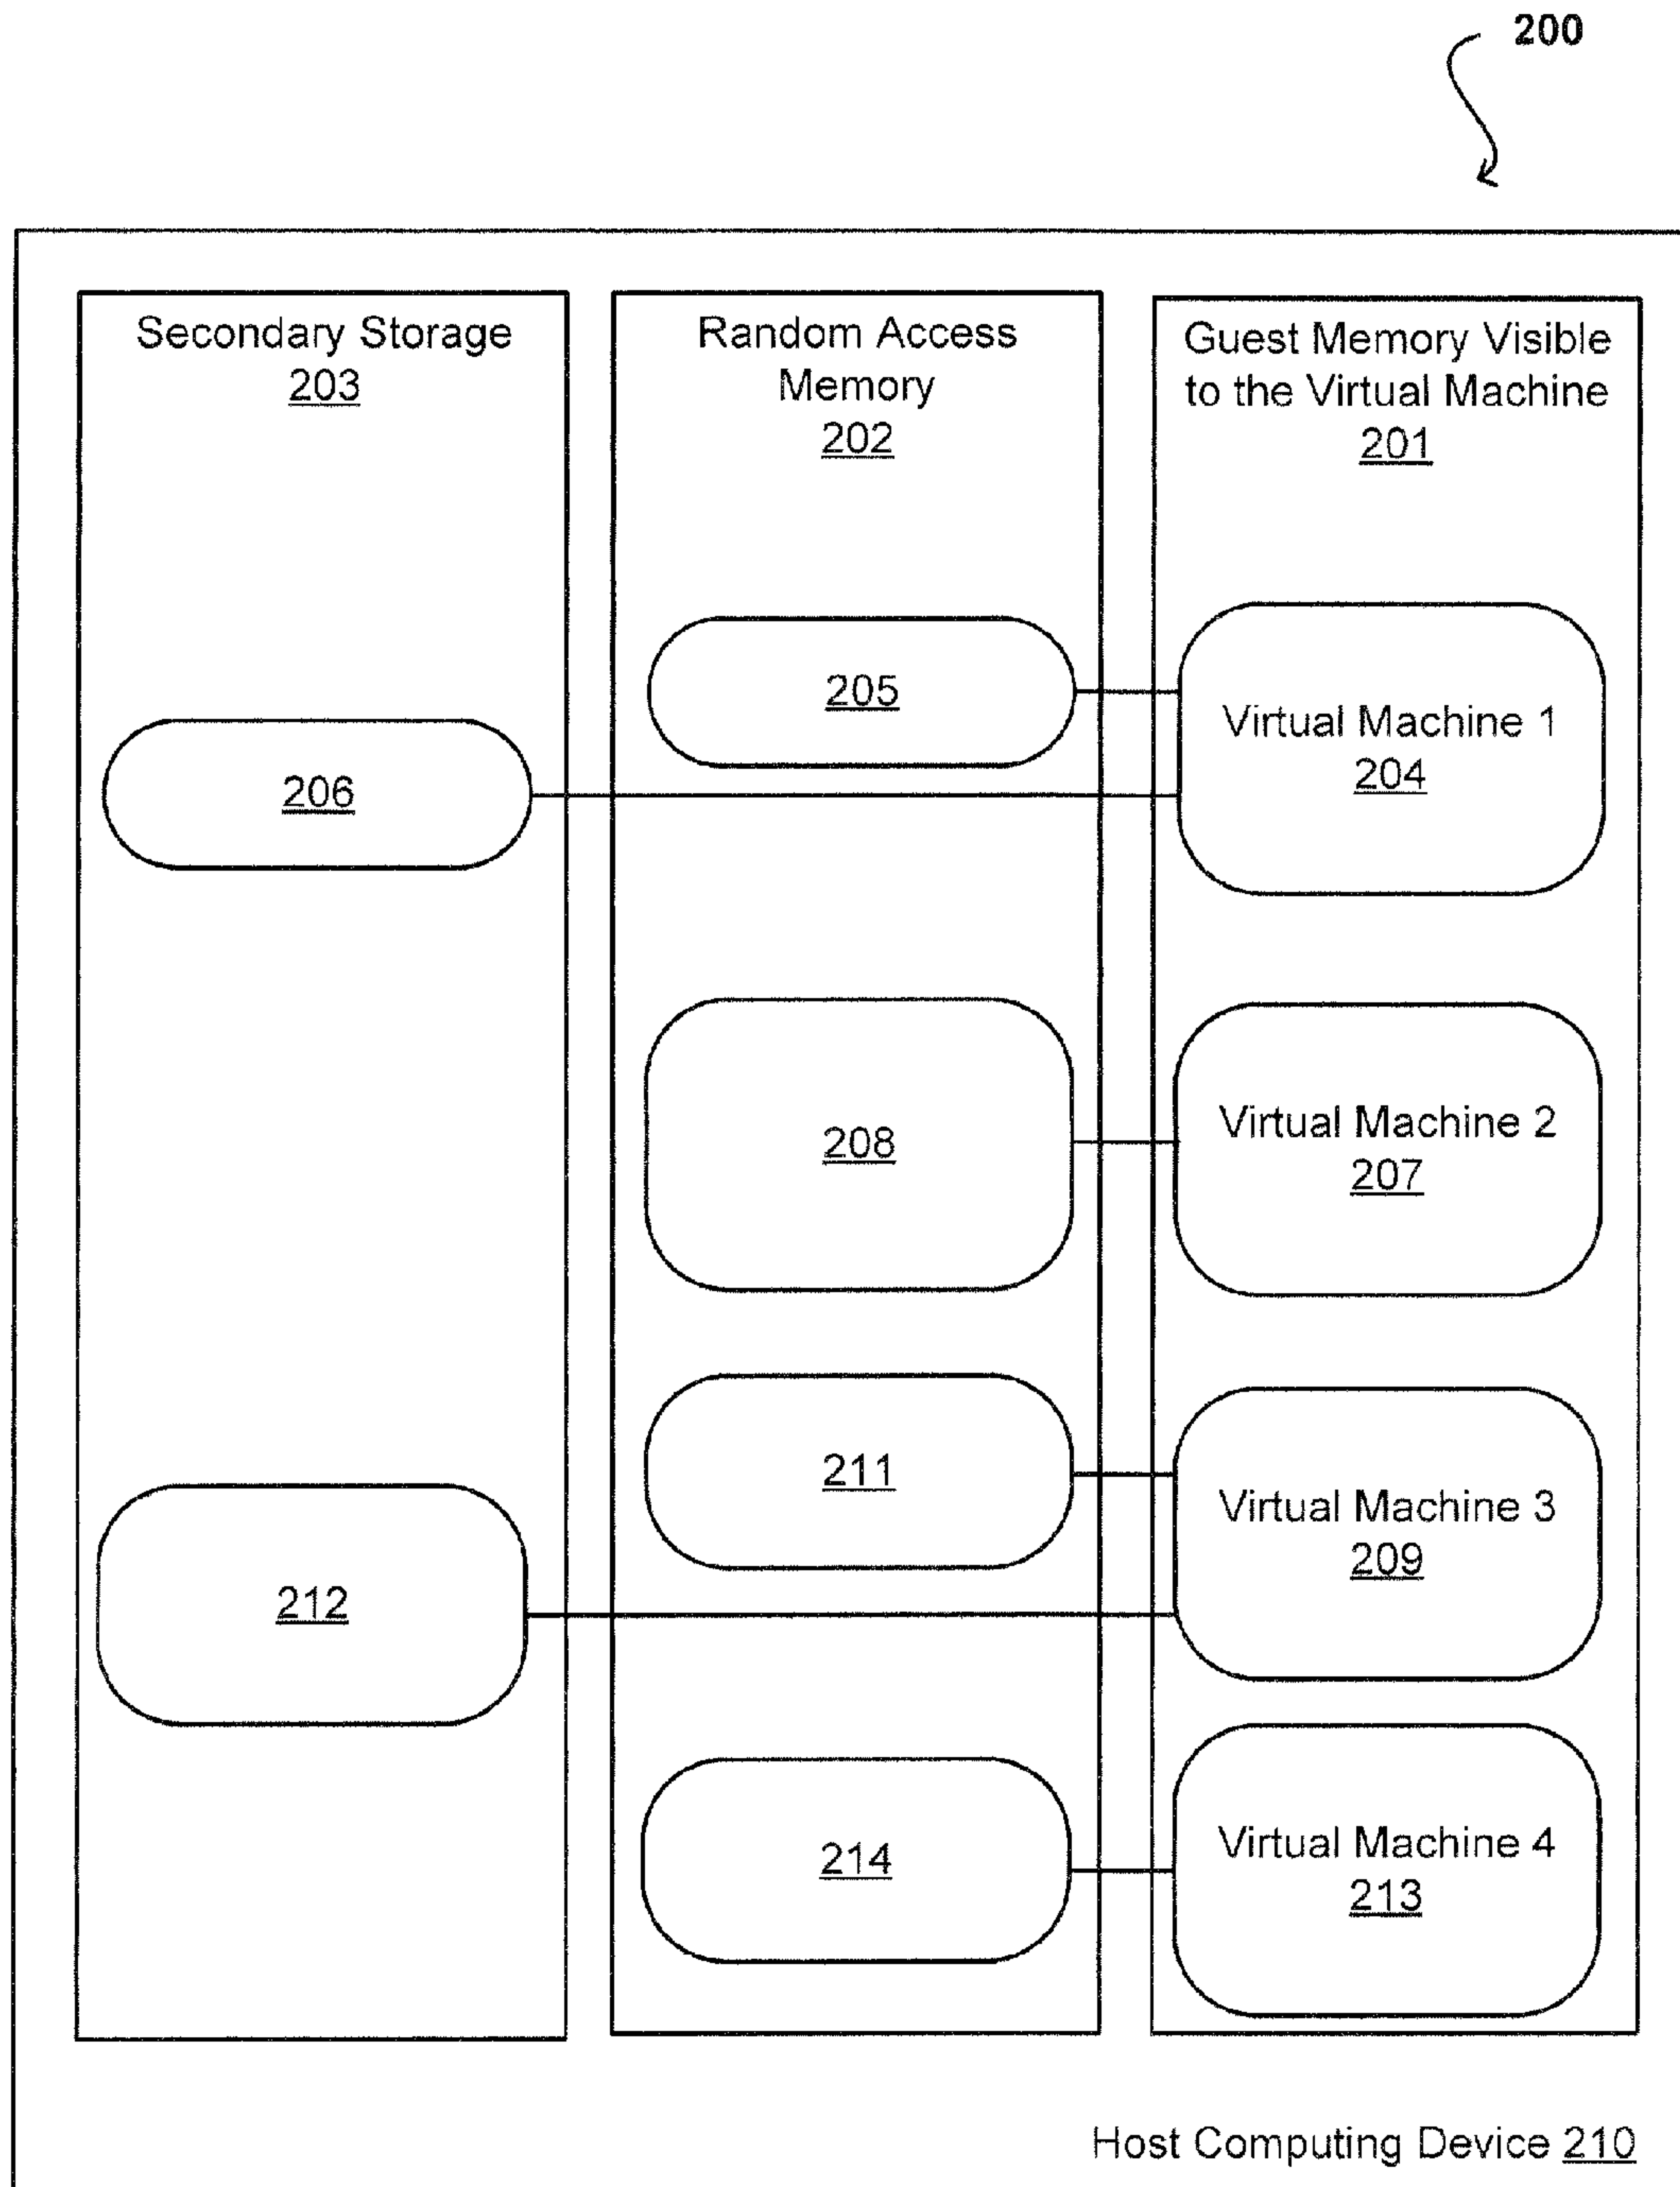 200
Secondary Storage
203
Random Access
Memory
202
Guest Memory Visible
to the Virtual Machine
201
205
206
Virtual Machine 1
204
208
Virtual Machine 2
207
211
212
Virtual Machine 3
209
214
Virtual Machine 4
213
Host Computing Device 210